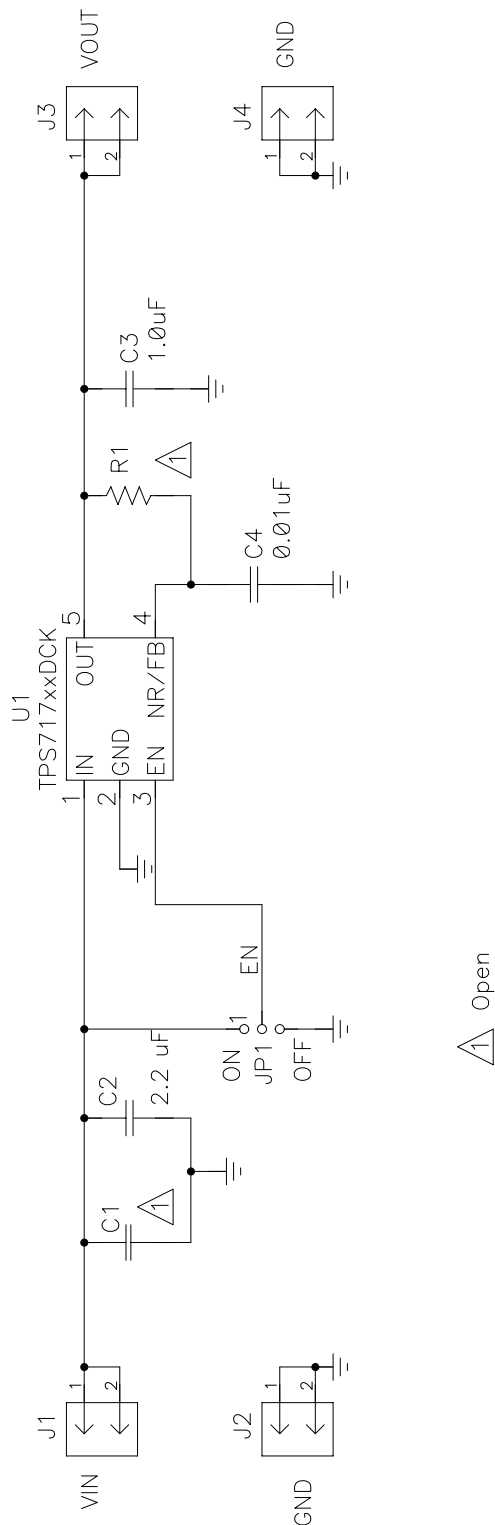 J1
VIN
1
2
J2
GND
1
2
C1
1
C2
2.2 uF
ON
1
JP1
OFF
EN
U1
TPS717xxDCK
1
IN
2
GND
3
EN
OUT
5
NR/FB
4
R1
1
C4
0.01uF
C3
1.0uF
J3
VOUT
1
2
J4
GND
1
2
1 Open